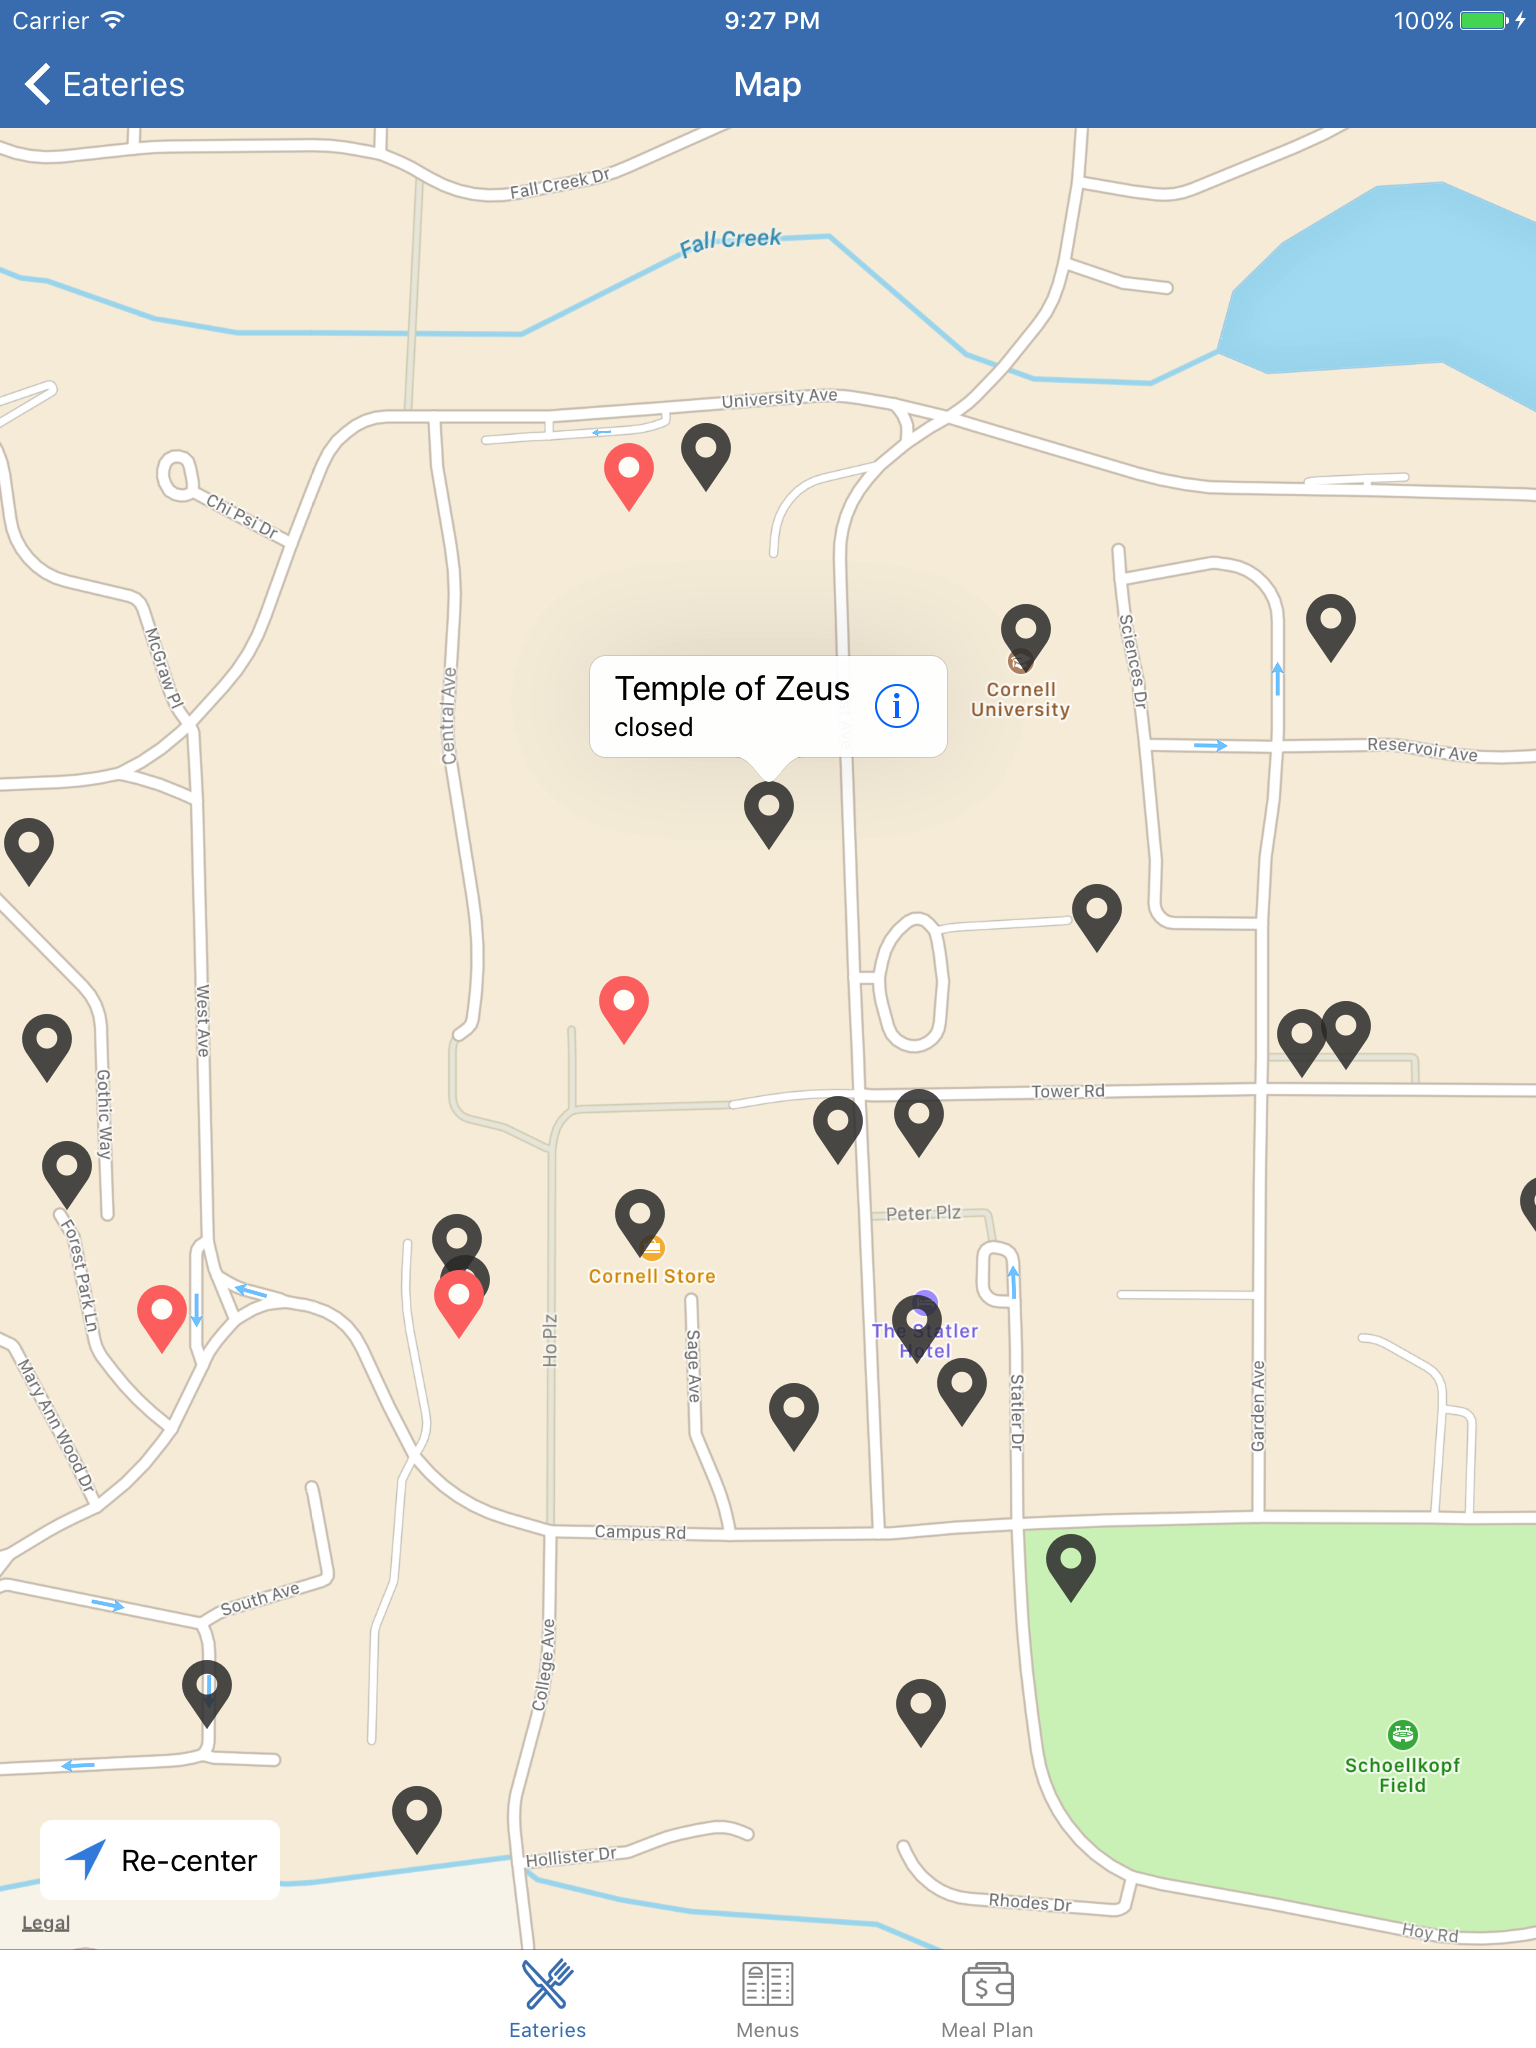 Carrier
9:27 PM
100%
Eateries
Map
Fall Creek Dr
Fall Creek
University Ave
Chi Psi Dr
McGraw Pl
Central Ave
Sciences Dr
Temple of Zeus
closed
Cornell
University
Reservoir Ave
West Ave
Gothic Way
Tower Rd
Peter Plz
Forest Park Ln
Cornell Store
Ho Plz
Sage Ave
The Statler
Hotel
Statler Dr
Garden Ave
Mary Ann Wood Dr
Campus Rd
South Ave
College Ave
Schoellkopf
Field
Hollister Dr
Rhodes Dr
Hoy Rd
Re-center
Legal
Eateries
Menus
Meal Plan